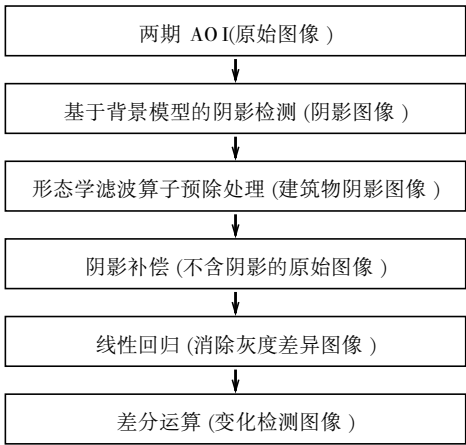 两期 AOI(原始图像)
基于背景模型的阴影检测(阴影图像)
形态学滤波算子预除处理(建筑物阴影图像)
阴影补偿(不含阴影的原始图像)
线性回归(消除灰度差异图像)
差分运算(变化检测图像)